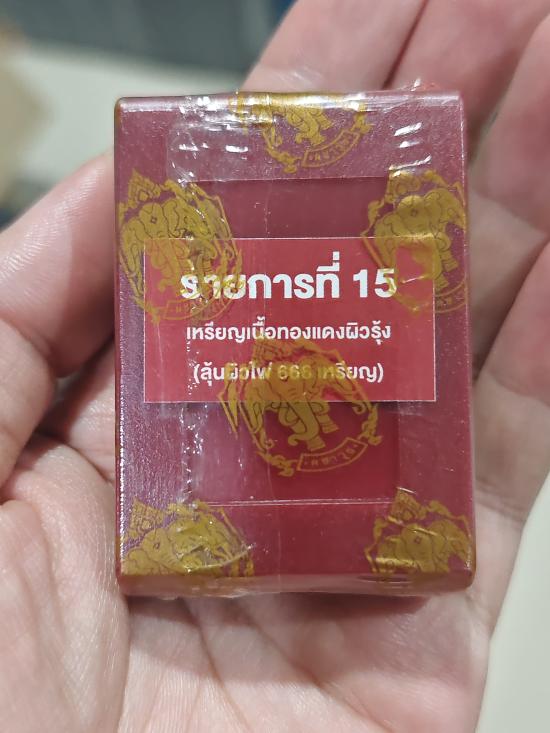 รายการที่ 15
เหรียญเนื้อทองแดงผิวรุ้ง
(ลุ้นผิวไฟ 666 เหรียญ)